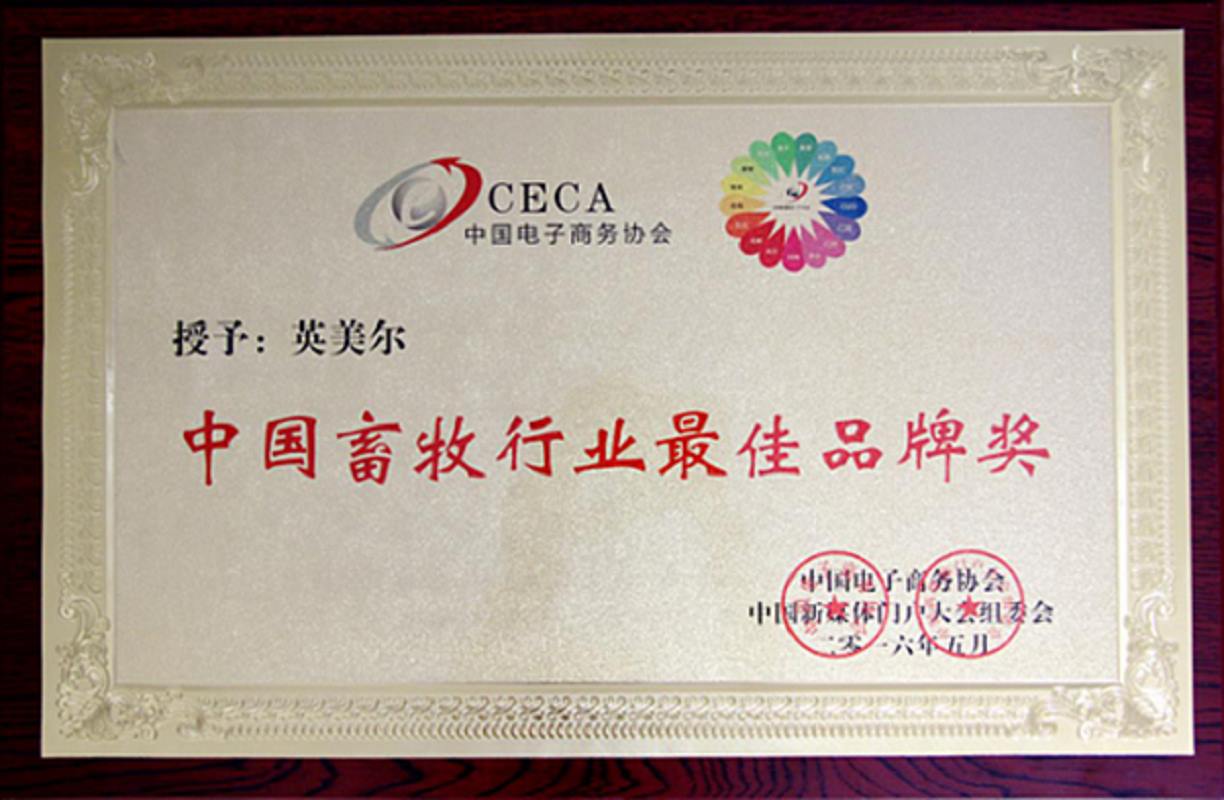 CECA
中国电子商务协会
授予：英美尔
中国畜牧行业最佳品牌奖
中国电子商务协会
中国新媒体门户大会组委会
二零一六年五月